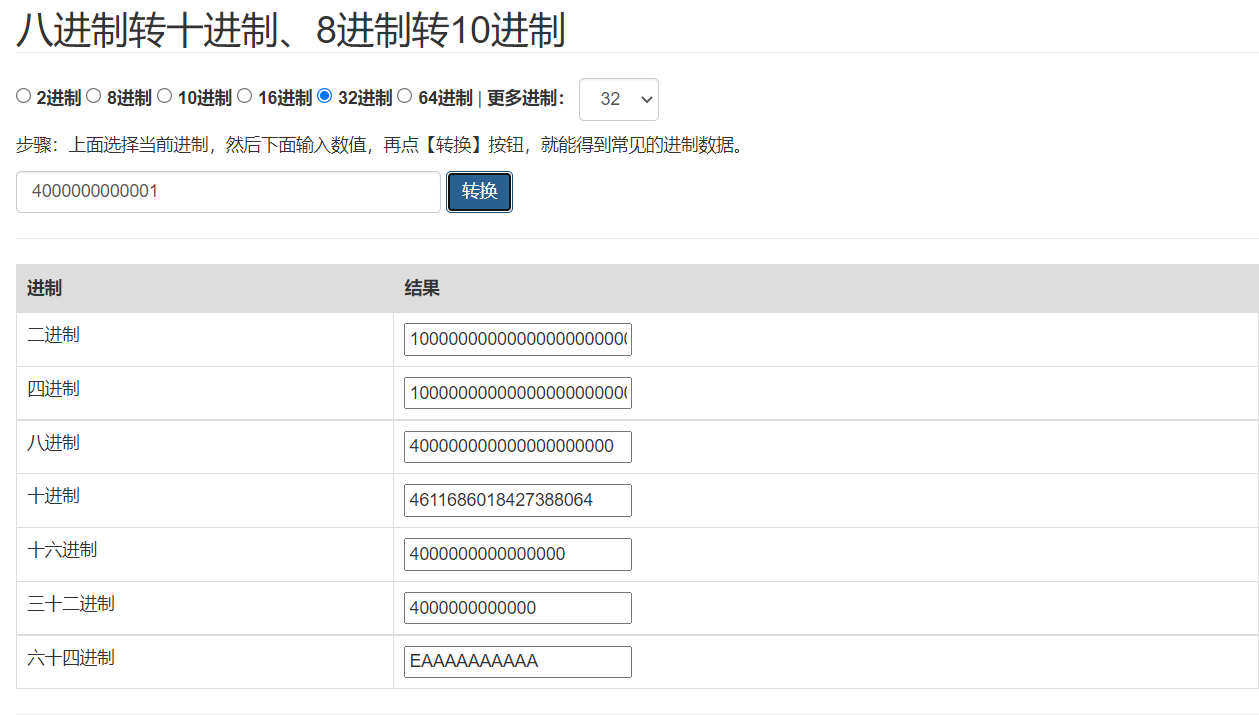 八进制转十进制、8进制转10进制
2进制 8进制 10进制 16进制 32进制 64进制 | 更多进制： 32
步骤：上面选择当前进制，然后下面输入数值，再点【转换】按钮，就能得到常见的进制数据。
4000000000001 转换
进制 结果
二进制 1000000000000000000000
四进制 1000000000000000000000
八进制 400000000000000000000
十进制 4611686018427388064
十六进制 4000000000000000
三十二进制 4000000000000
六十四进制 EAAAAAAAAAA